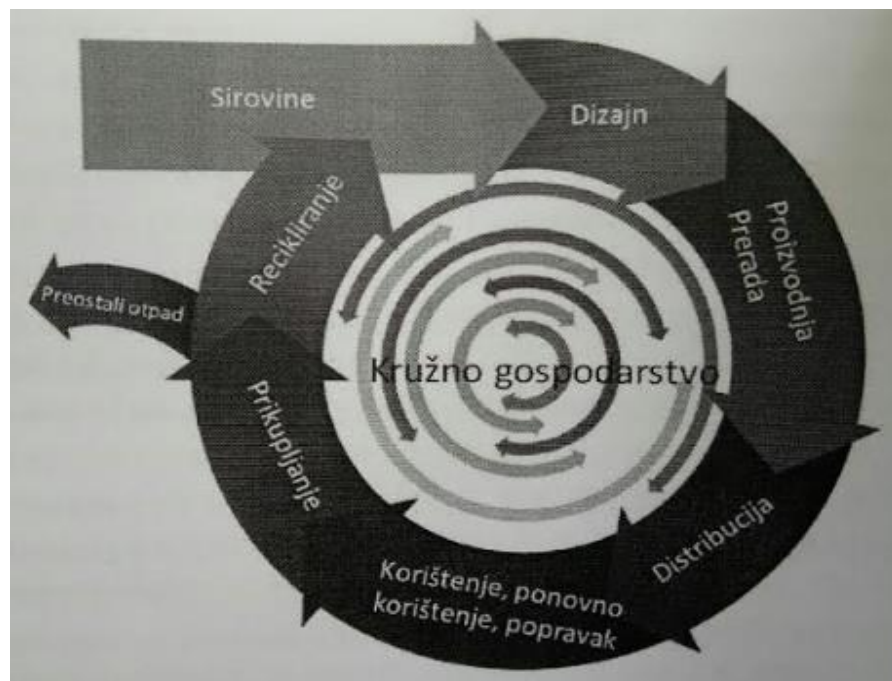 Sirovine
Dizajn
Proizvodnja
Prerada
Distribucija
Korištenje, ponovno
korištenje, popravak
Prikupljanje
Recikliranje
Preostali otpad
Kružno gospodarstvo